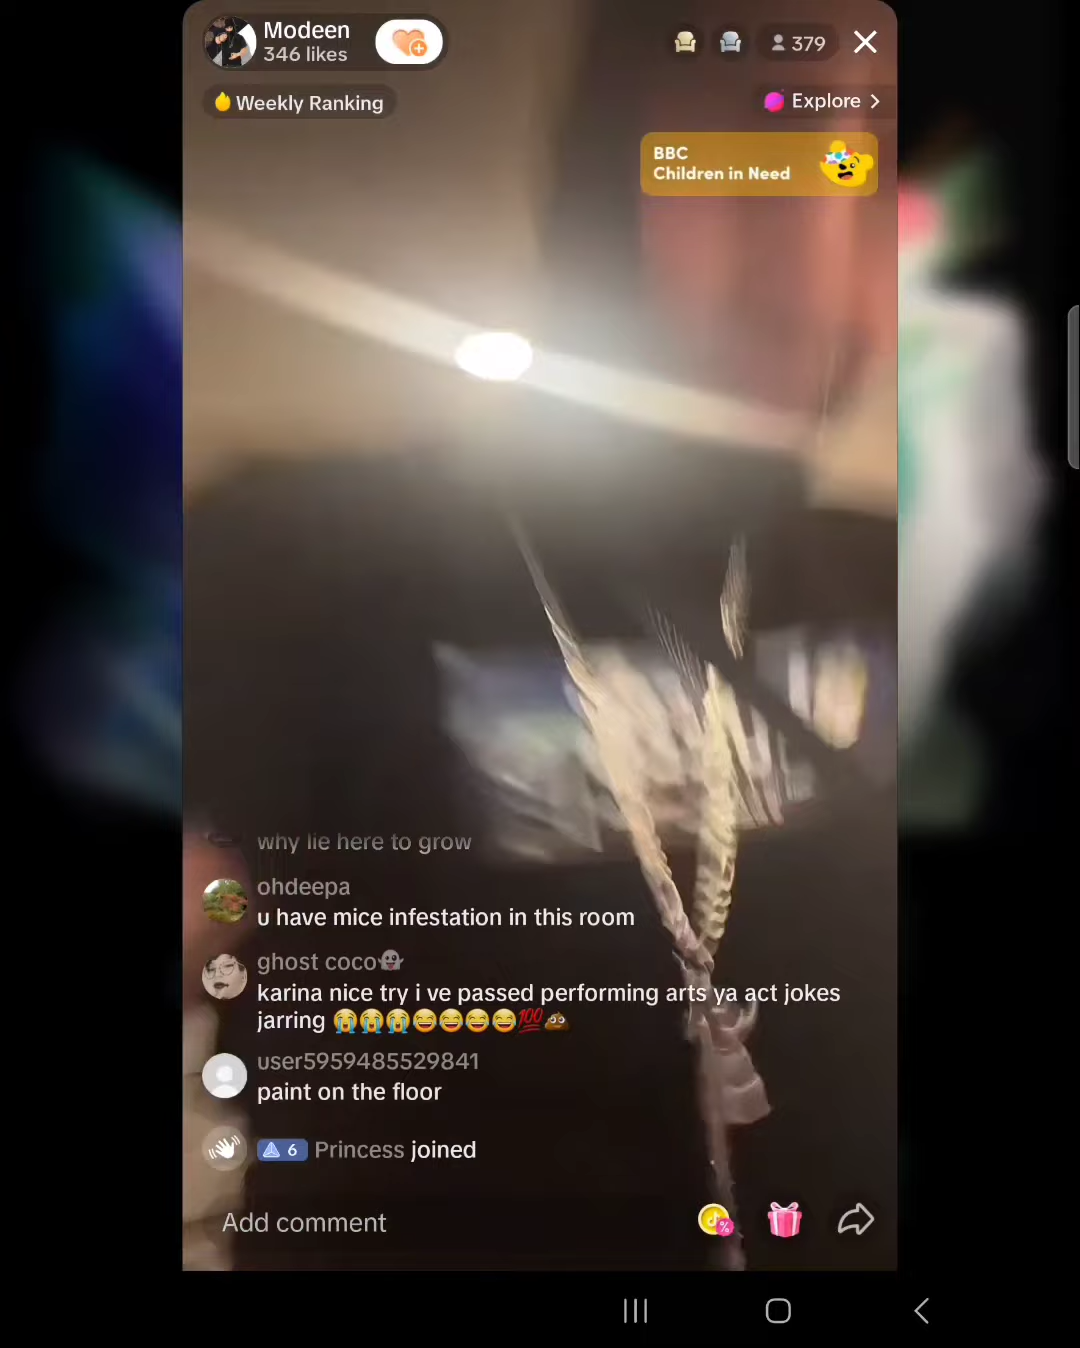 Modeen
346 likes
379
Weekly Ranking
Explore >
BBC
Children in Need
why lie here to grow
ohdeepa
u have mice infestation in this room
ghost coco👻
karina nice try i ve passed performing arts ya act jokes
jarring 😭😭😭😂😂😂😂💯💩
user5959485529841
paint on the floor
6 Princess joined
Add comment